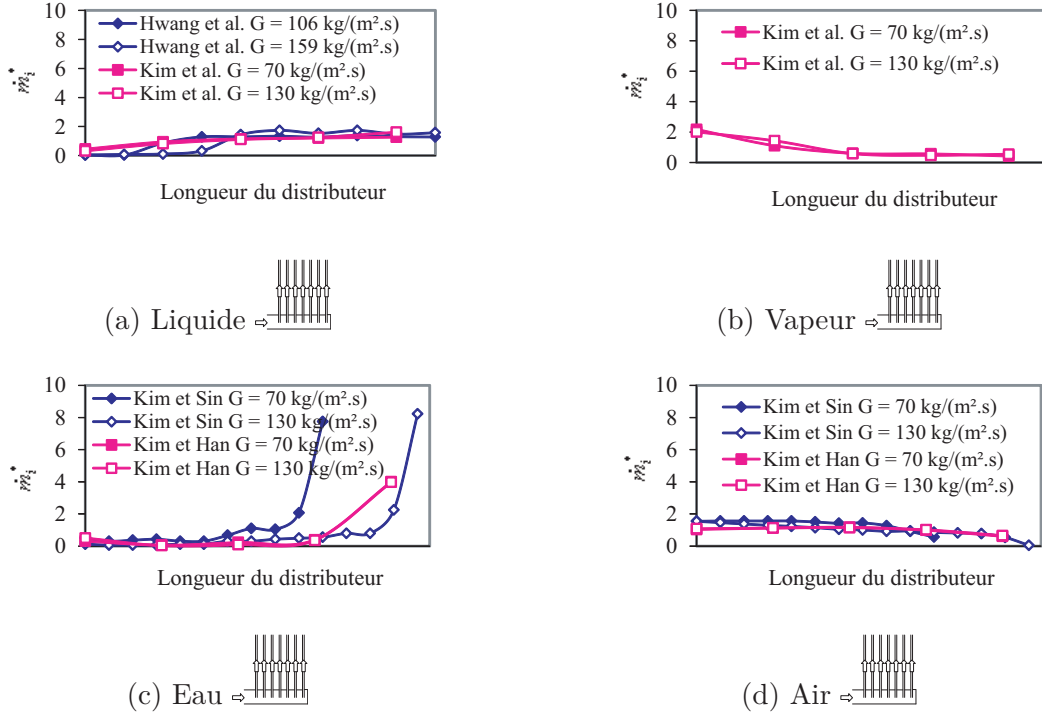 10
8
6
4
2
0
ṁᵢ*
Hwang et al. G = 106 kg/(m².s)
Hwang et al. G = 159 kg/(m².s)
Kim et al. G = 70 kg/(m².s)
Kim et al. G = 130 kg/(m².s)
Longueur du distributeur
(a) Liquide
10
8
6
4
2
0
ṁᵢ*
Kim et al. G = 70 kg/(m².s)
Kim et al. G = 130 kg/(m².s)
Longueur du distributeur
(b) Vapeur
10
8
6
4
2
0
ṁᵢ*
Kim et Sin G = 70 kg/(m².s)
Kim et Sin G = 130 kg/(m².s)
Kim et Han G = 70 kg/(m².s)
Kim et Han G = 130 kg/(m².s)
Longueur du distributeur
(c) Eau
10
8
6
4
2
0
ṁᵢ*
Kim et Sin G = 70 kg/(m².s)
Kim et Sin G = 130 kg/(m².s)
Kim et Han G = 70 kg/(m².s)
Kim et Han G = 130 kg/(m².s)
Longueur du distributeur
(d) Air